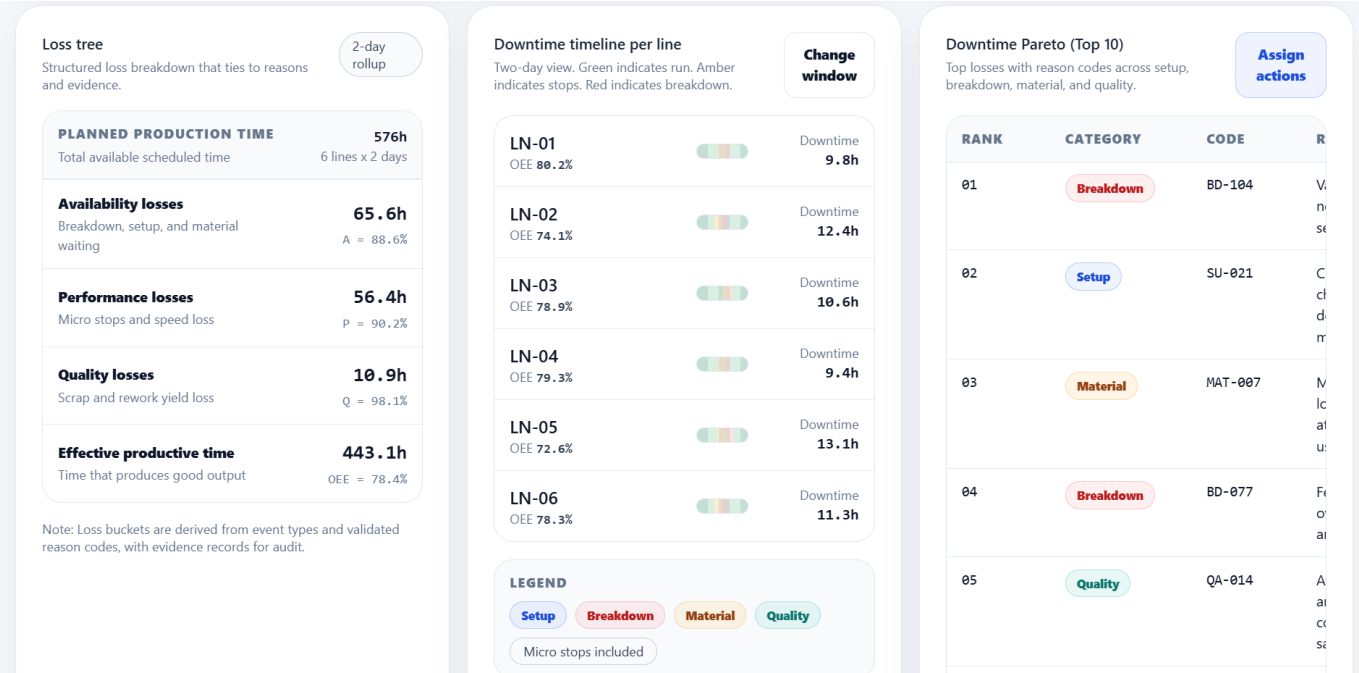 Loss tree
2-day
rollup
Structured loss breakdown that ties to reasons
and evidence.
PLANNED PRODUCTION TIME
576h
Total available scheduled time
6 lines x 2 days
Availability losses
65.6h
Breakdown, setup, and material
waiting
A = 88.6%
Performance losses
56.4h
Micro stops and speed loss
P = 90.2%
Quality losses
10.9h
Scrap and rework yield loss
Q = 98.1%
Effective productive time
443.1h
Time that produces good output
OEE = 78.4%
Note: Loss buckets are derived from event types and validated
reason codes, with evidence records for audit.
Downtime timeline per line
Change
window
Two-day view. Green indicates run. Amber
indicates stops. Red indicates breakdown.
LN-01
OEE 80.2%
Downtime
9.8h
LN-02
OEE 74.1%
Downtime
12.4h
LN-03
OEE 78.9%
Downtime
10.6h
LN-04
OEE 79.3%
Downtime
9.4h
LN-05
OEE 72.6%
Downtime
13.1h
LN-06
OEE 78.3%
Downtime
11.3h
LEGEND
Setup Breakdown Material Quality
Micro stops included
Downtime Pareto (Top 10)
Assign
actions
Top losses with reason codes across setup,
breakdown, material, and quality.
RANK CATEGORY CODE
01 Breakdown BD-104
02 Setup SU-021
03 Material MAT-007
04 Breakdown BD-077
05 Quality QA-014